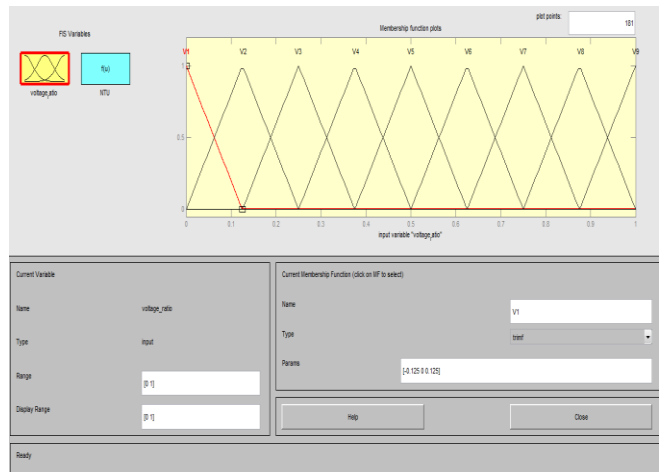 FIS Variables
voltage_ratio
f(u)
NTU
plot points:
181
Membership function plots
V1 V2 V3 V4 V5 V6 V7 V8 V9
1
0.5
0
0 0.1 0.2 0.3 0.4 0.5 0.6 0.7 0.8 0.9 1
input variable "voltage_ratio"
Current Variable
Name
voltage_ratio
Type
input
Range
[0 1]
Display Range
[0 1]
Current Membership Function (click on MF to select)
Name
V1
Type
trimf
Params
[-0.125 0 0.125]
Help
Close
Ready